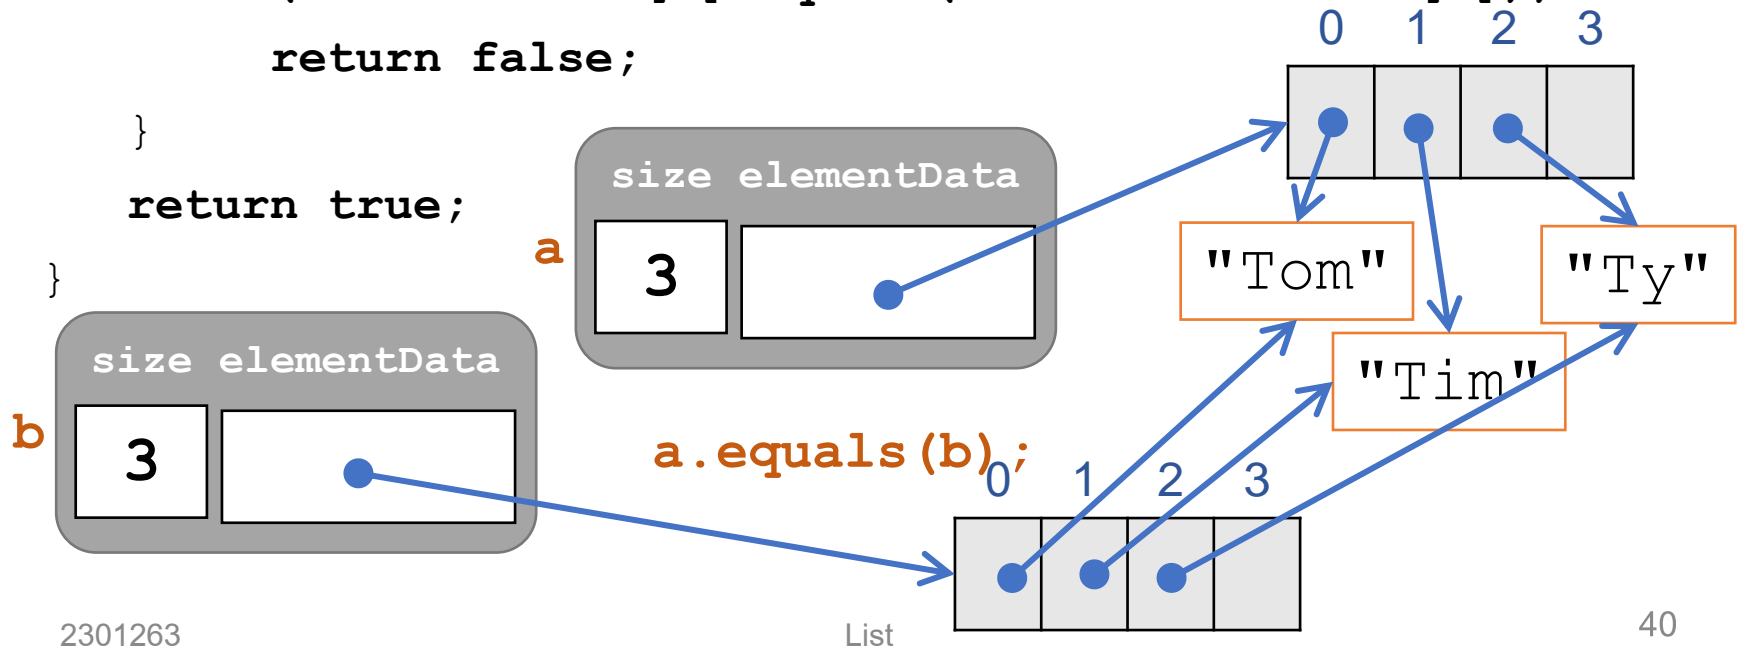 return false;
}
return true;
}
0 1 2 3
size elementData
a
3
"Tom"
"Ty"
"Tim"
size elementData
b
3
a.equals(b);
0 1 2 3
2301263
List
40